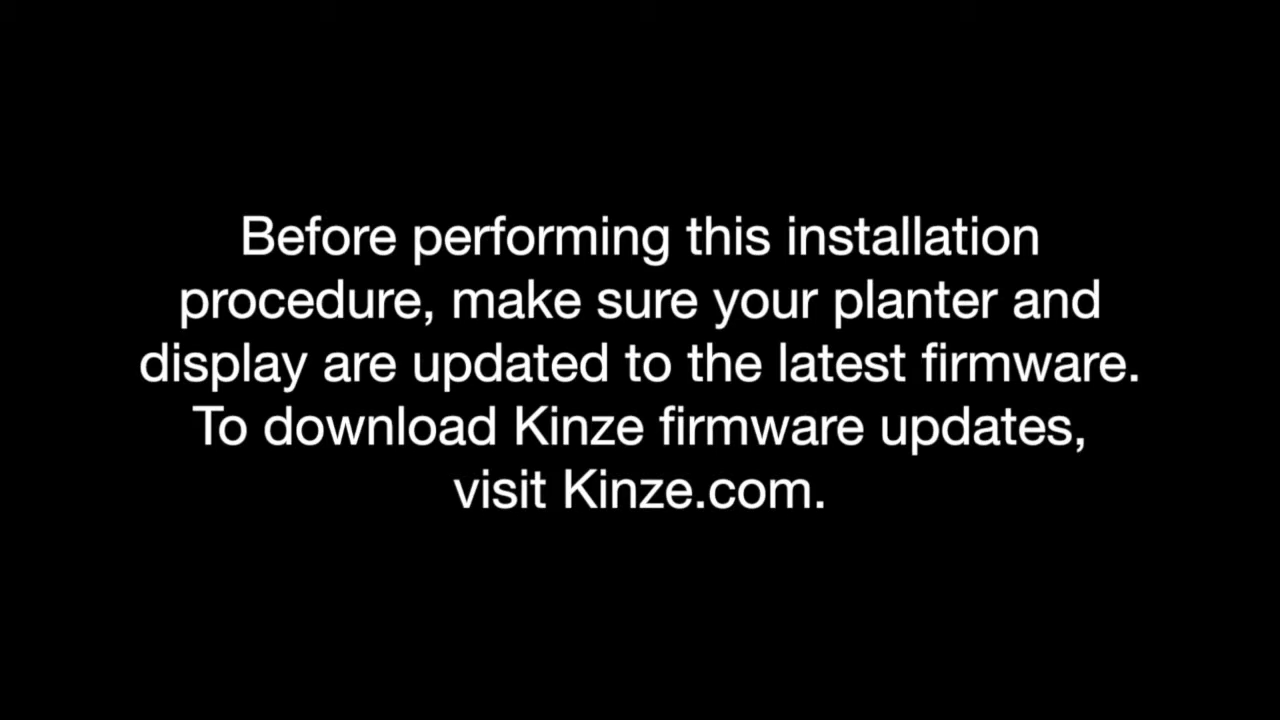 Before performing this installation
procedure, make sure your planter and
display are updated to the latest firmware.
To download Kinze firmware updates,
visit Kinze.com.